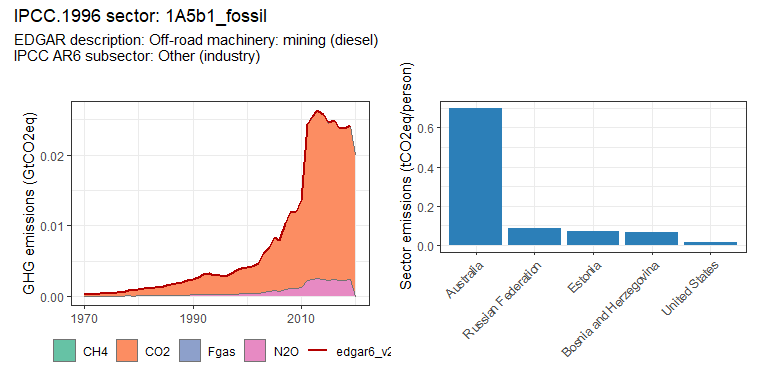 IPCC.1996 sector: 1A5b1_fossil
EDGAR description: Off-road machinery: mining (diesel)
IPCC AR6 subsector: Other (industry)
GHG emissions (GtCO2eq)
0.02
0.01
0.00
1970
1990
2010
CH4
CO2
Fgas
N2O
edgar6_v2
Sector emissions (tCO2eq/person)
0.6
0.4
0.2
0.0
Australia
Russian Federation
Estonia
Bosnia and Herzegovina
United States